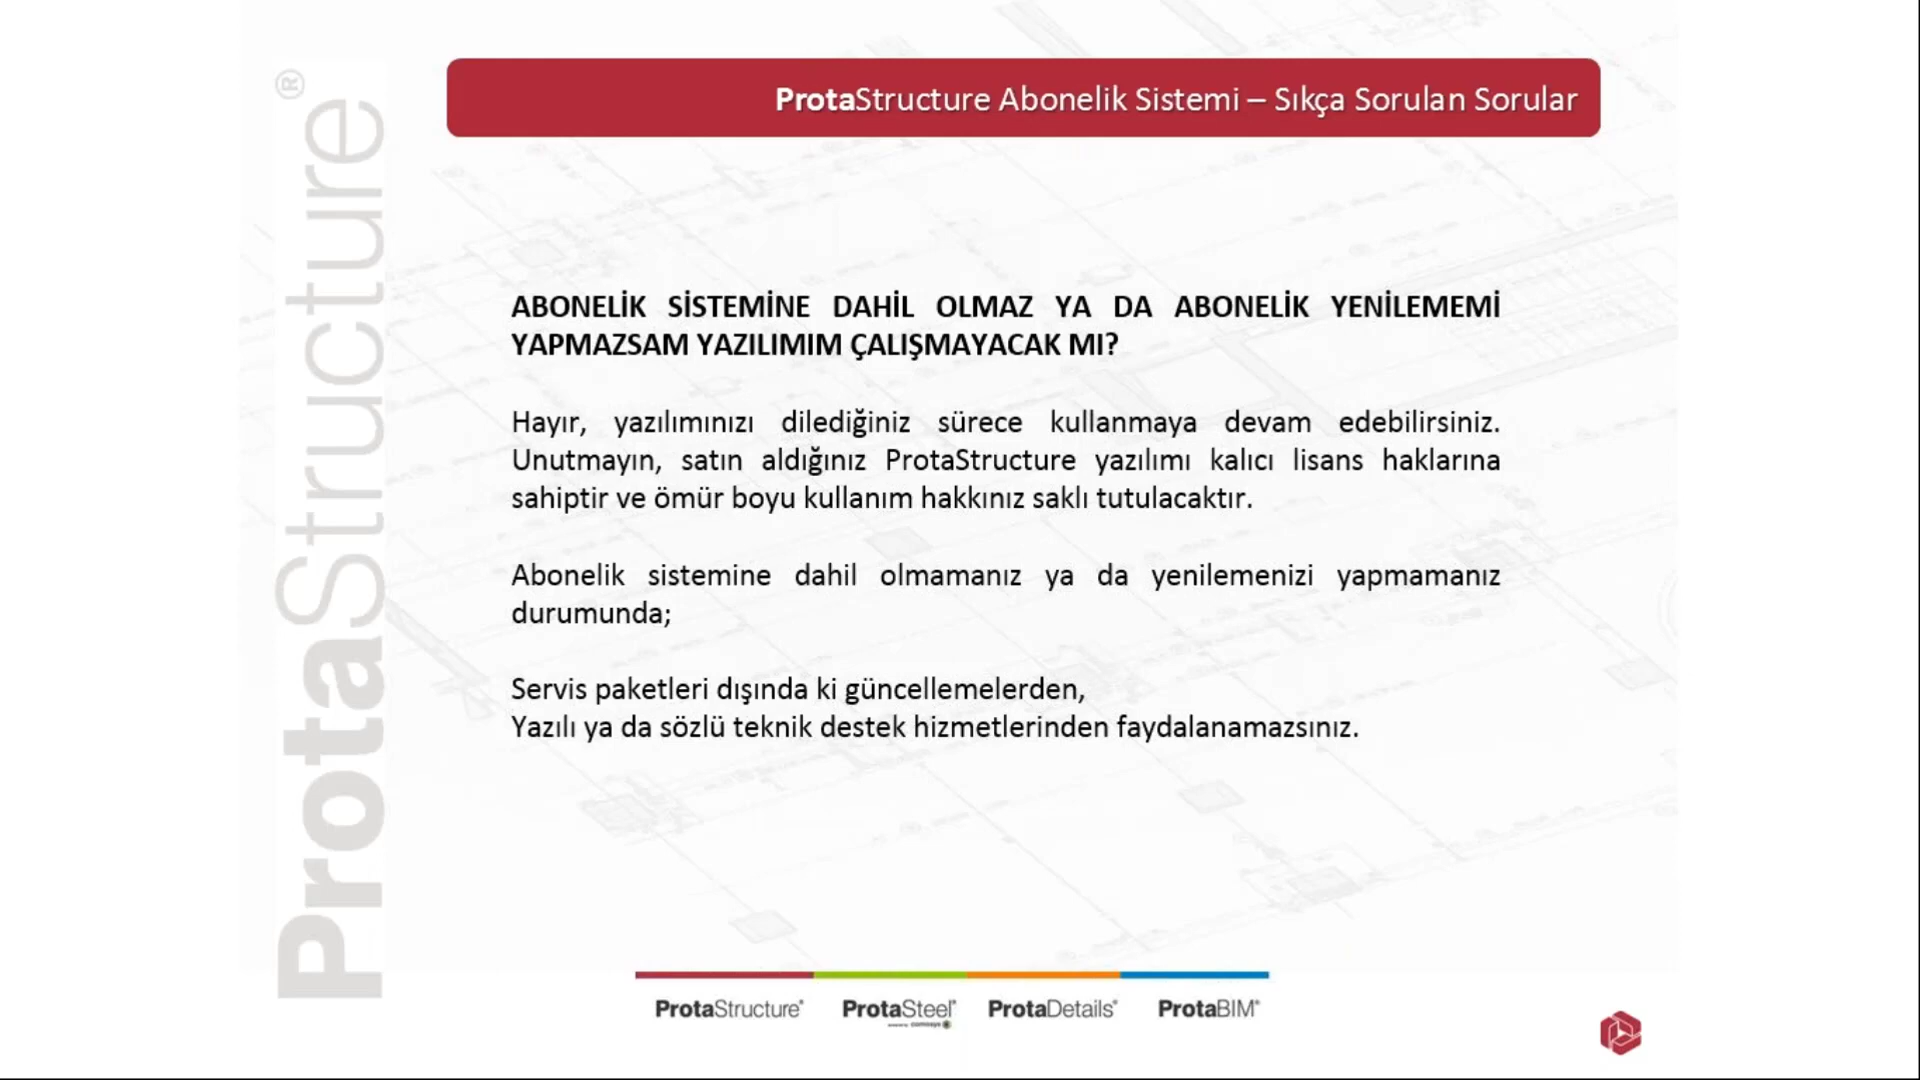 ProtaStructure®
ProtaStructure Abonelik Sistemi – Sıkça Sorulan Sorular
ABONELİK SİSTEMİNE DAHİL OLMAZ YA DA ABONELİK YENİLEMEMİ
YAPMAZSAM YAZILIMIM ÇALIŞMAYACAK MI?
Hayır, yazılımınızı dilediğiniz sürece kullanmaya devam edebilirsiniz.
Unutmayın, satın aldığınız ProtaStructure yazılımı kalıcı lisans haklarına
sahiptir ve ömür boyu kullanım hakkınız saklı tutulacaktır.
Abonelik sistemine dahil olmamanız ya da yenilemenizi yapmamanız
durumunda;
Servis paketleri dışında ki güncellemelerden,
Yazılı ya da sözlü teknik destek hizmetlerinden faydalanamazsınız.
ProtaStructure® ProtaSteel® ProtaDetails® ProtaBIM®